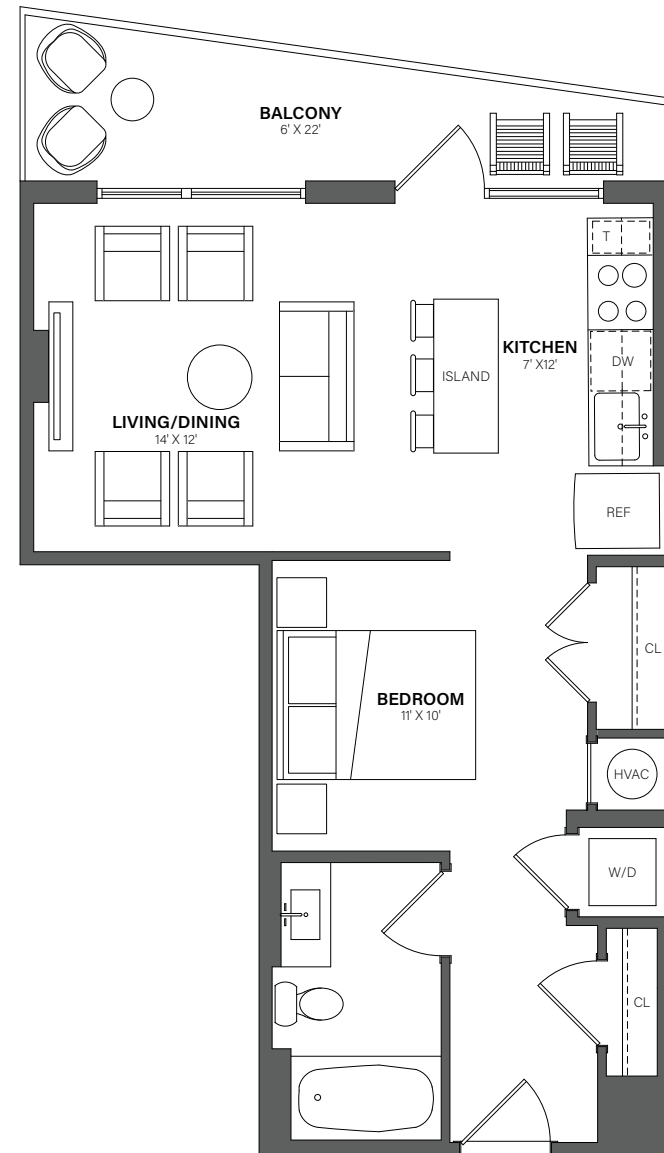 BALCONY
6' X 22'
T
KITCHEN
7' X12'
DW
ISLAND
LIVING/DINING
14' X 12'
REF
CL
BEDROOM
11' X 10'
HVAC
W/D
CL